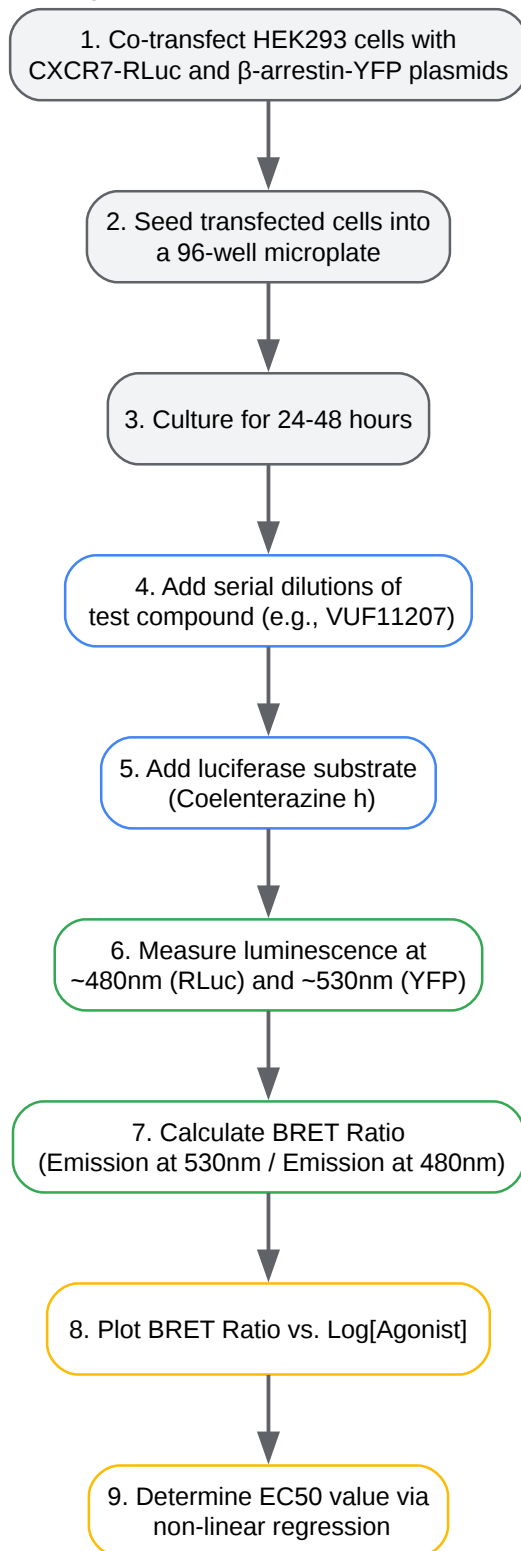 1. Co-transfect HEK293 cells with
CXCR7-RLuc and β-arrestin-YFP plasmids
2. Seed transfected cells into
a 96-well microplate
3. Culture for 24-48 hours
4. Add serial dilutions of
test compound (e.g., VUF11207)
5. Add luciferase substrate
(Coelenterazine h)
6. Measure luminescence at
~480nm (RLuc) and ~530nm (YFP)
7. Calculate BRET Ratio
(Emission at 530nm / Emission at 480nm)
8. Plot BRET Ratio vs. Log[Agonist]
9. Determine EC50 value via
non-linear regression